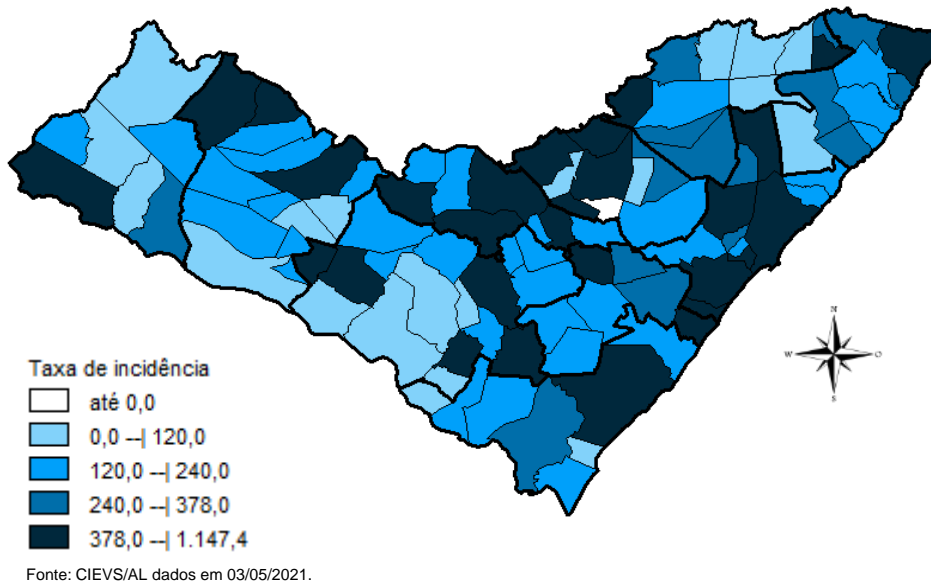 N
W
O
S
Taxa de incidência
até 0,0
0,0 --| 120,0
120,0 --| 240,0
240,0 --| 378,0
378,0 --| 1.147,4
Fonte: CIEVS/AL dados em 03/05/2021.